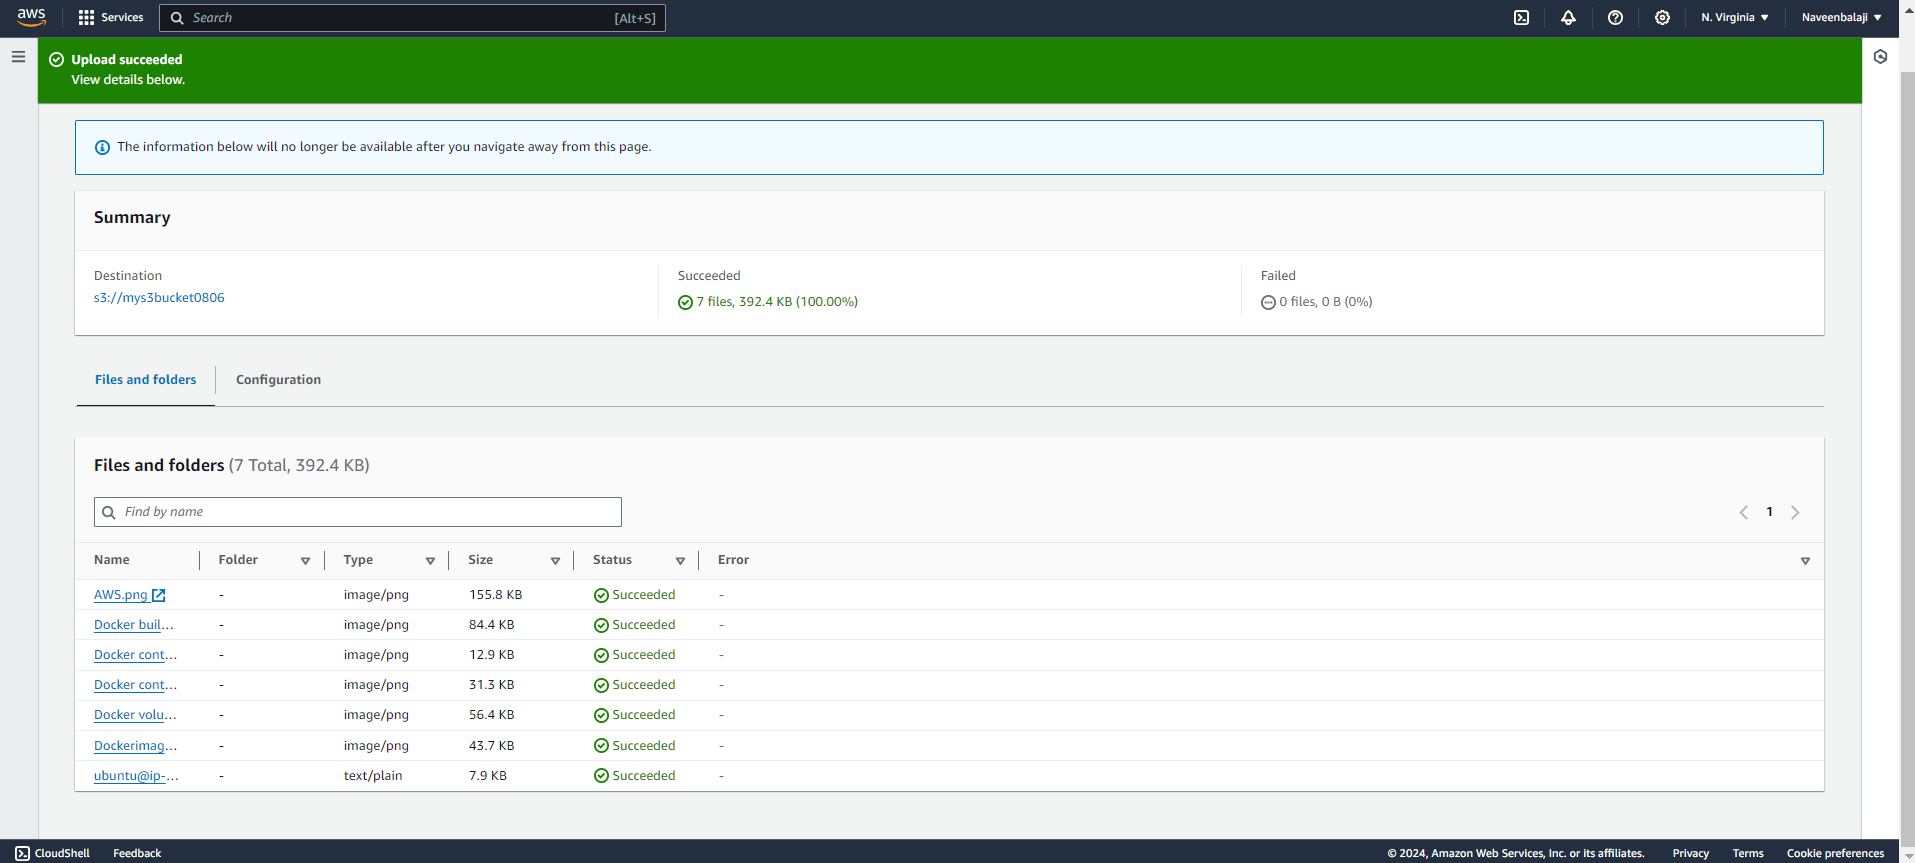 aws Services Search [Alt+S] N. Virginia Naveenbalaji
Upload succeeded
View details below.
The information below will no longer be available after you navigate away from this page.
Summary
Destination Succeeded Failed
s3://mys3bucket0806 7 files, 392.4 KB (100.00%) 0 files, 0 B (0%)
Files and folders Configuration
Files and folders (7 Total, 392.4 KB)
Find by name 1
Name Folder Type Size Status Error
AWS.png - image/png 155.8 KB Succeeded -
Docker buil... - image/png 84.4 KB Succeeded -
Docker cont... - image/png 12.9 KB Succeeded -
Docker cont... - image/png 31.3 KB Succeeded -
Docker volu... - image/png 56.4 KB Succeeded -
Dockerimag... - image/png 43.7 KB Succeeded -
ubuntu@ip-... - text/plain 7.9 KB Succeeded -
CloudShell Feedback © 2024, Amazon Web Services, Inc. or its affiliates. Privacy Terms Cookie preferences